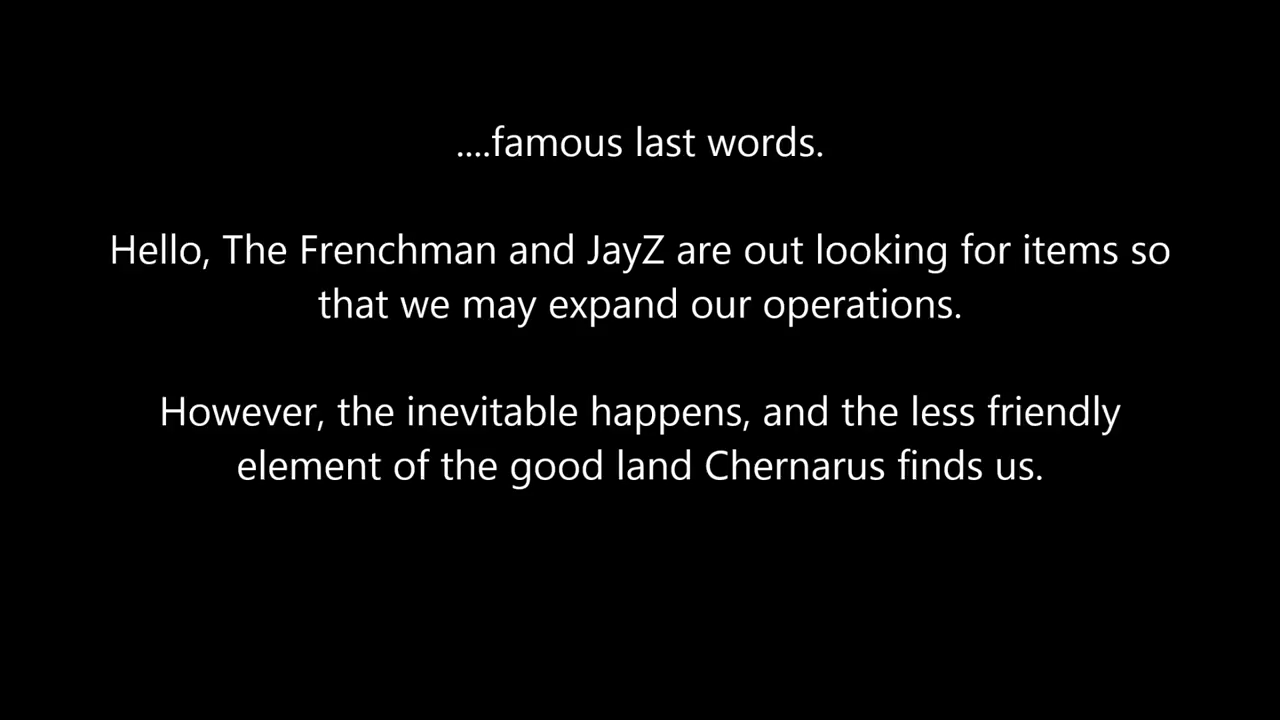 ....famous last words.
Hello, The Frenchman and JayZ are out looking for items so
that we may expand our operations.
However, the inevitable happens, and the less friendly
element of the good land Chernarus finds us.